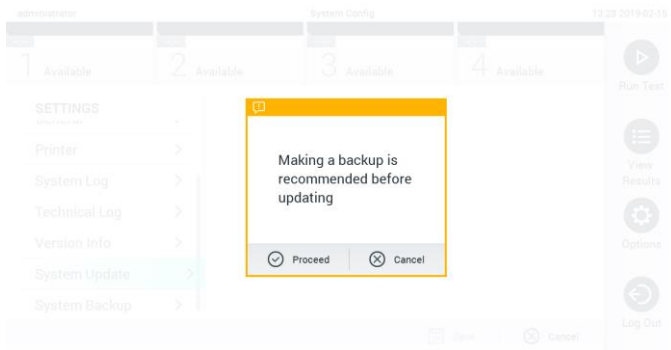 administrator System Config 13:23 2019-02-15
1 Available 2 Available 3 Available 4 Available
Run Test
SETTINGS
General
Printer
System Log
Technical Log
Version info
System Update
System Backup
Making a backup is
recommended before
updating
Proceed Cancel
View
Results
Options
Log Out
Save Cancel